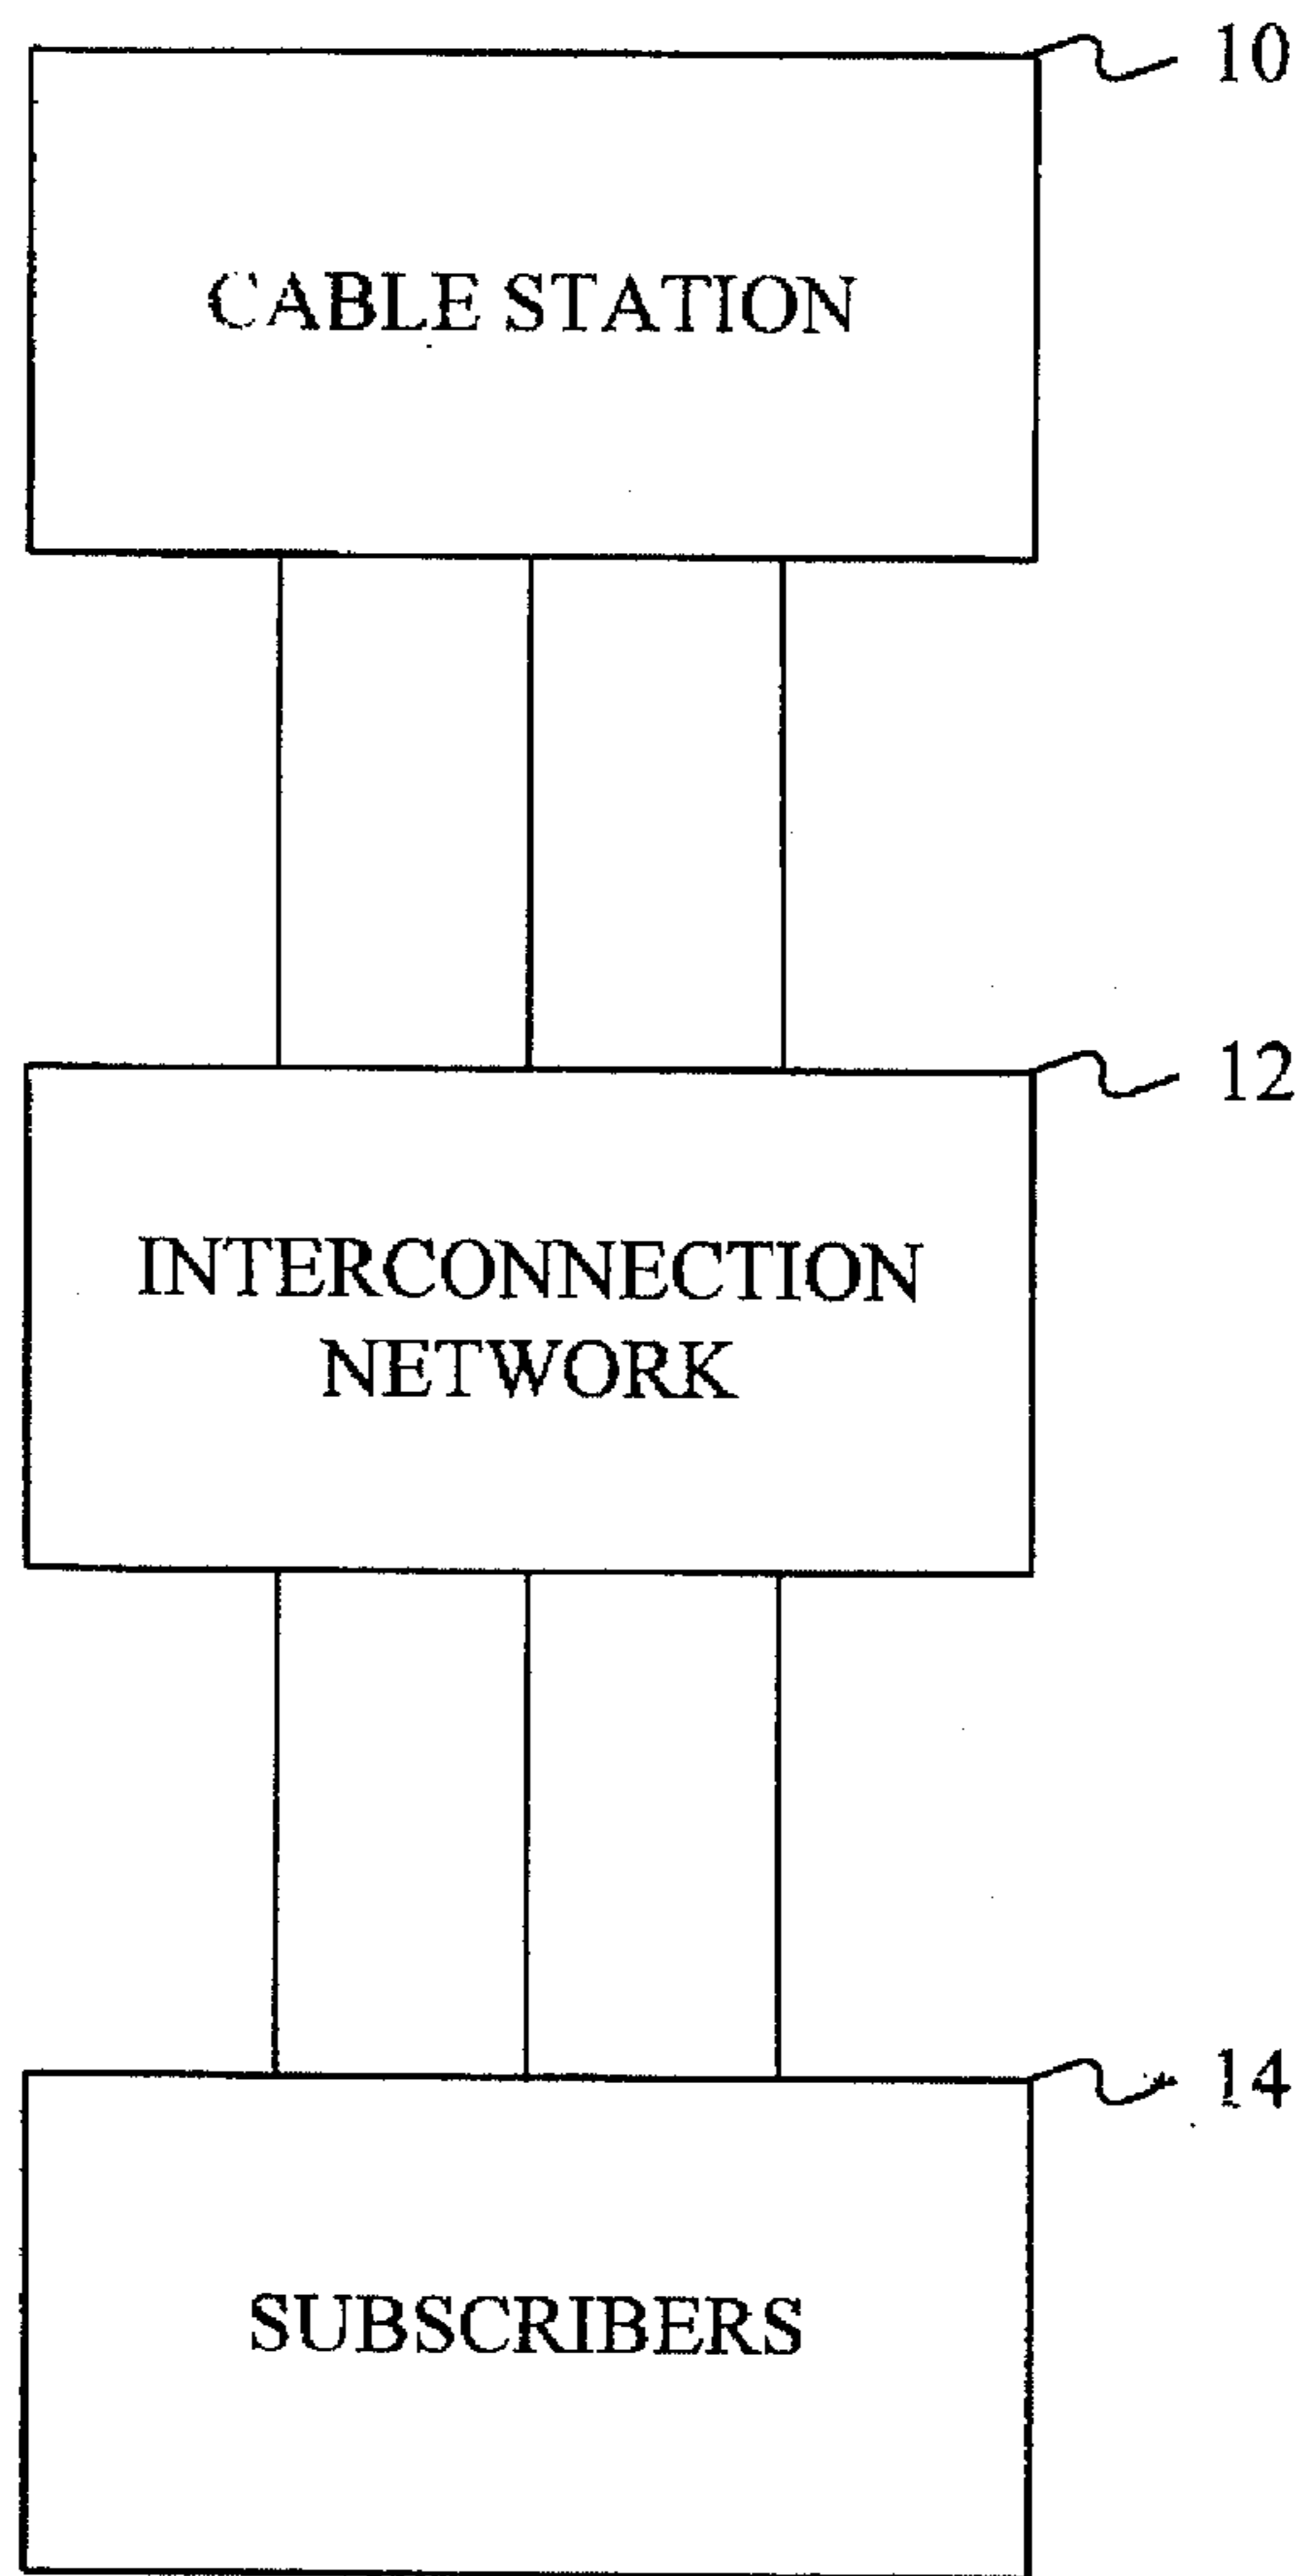 10
CABLE STATION
12
INTERCONNECTION
NETWORK
14
SUBSCRIBERS